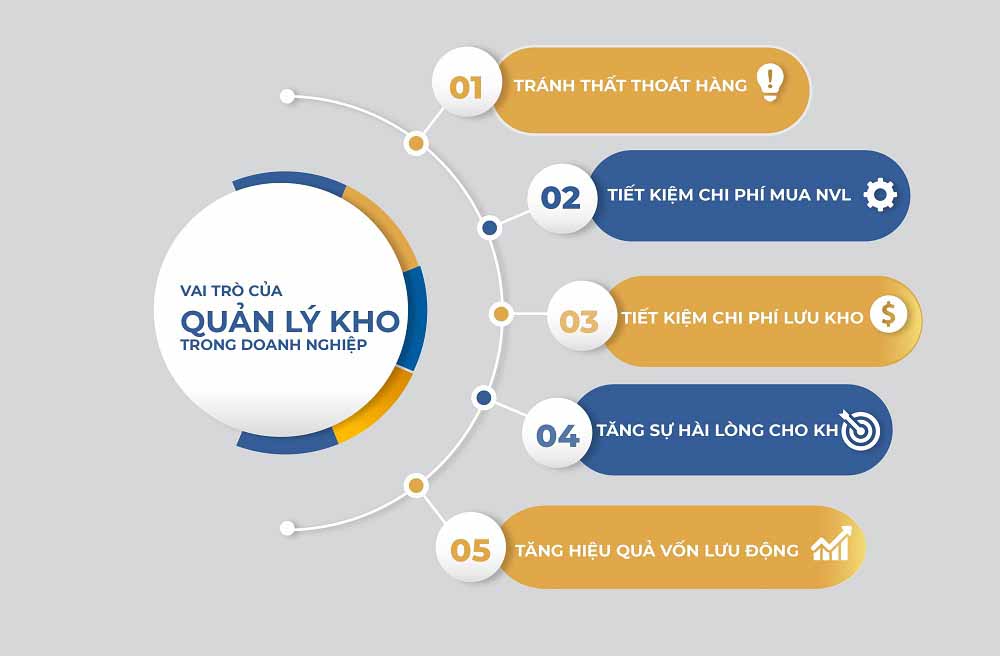 VAI TRÒ CỦA
QUẢN LÝ KHO
TRONG DOANH NGHIỆP
01
TRÁNH THẤT THOÁT HÀNG
02
TIẾT KIỆM CHI PHÍ MUA NVL
03
TIẾT KIỆM CHI PHÍ LƯU KHO
$
04
TĂNG SỰ HÀI LÒNG CHO KH
05
TĂNG HIỆU QUẢ VỐN LƯU ĐỘNG